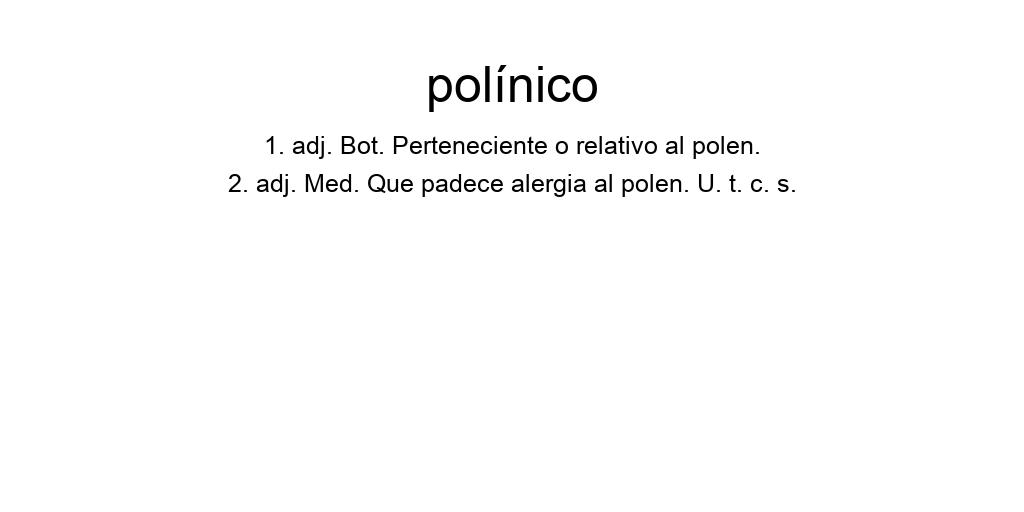 polínico
1. adj. Bot. Perteneciente o relativo al polen.
2. adj. Med. Que padece alergia al polen. U. t. c. s.